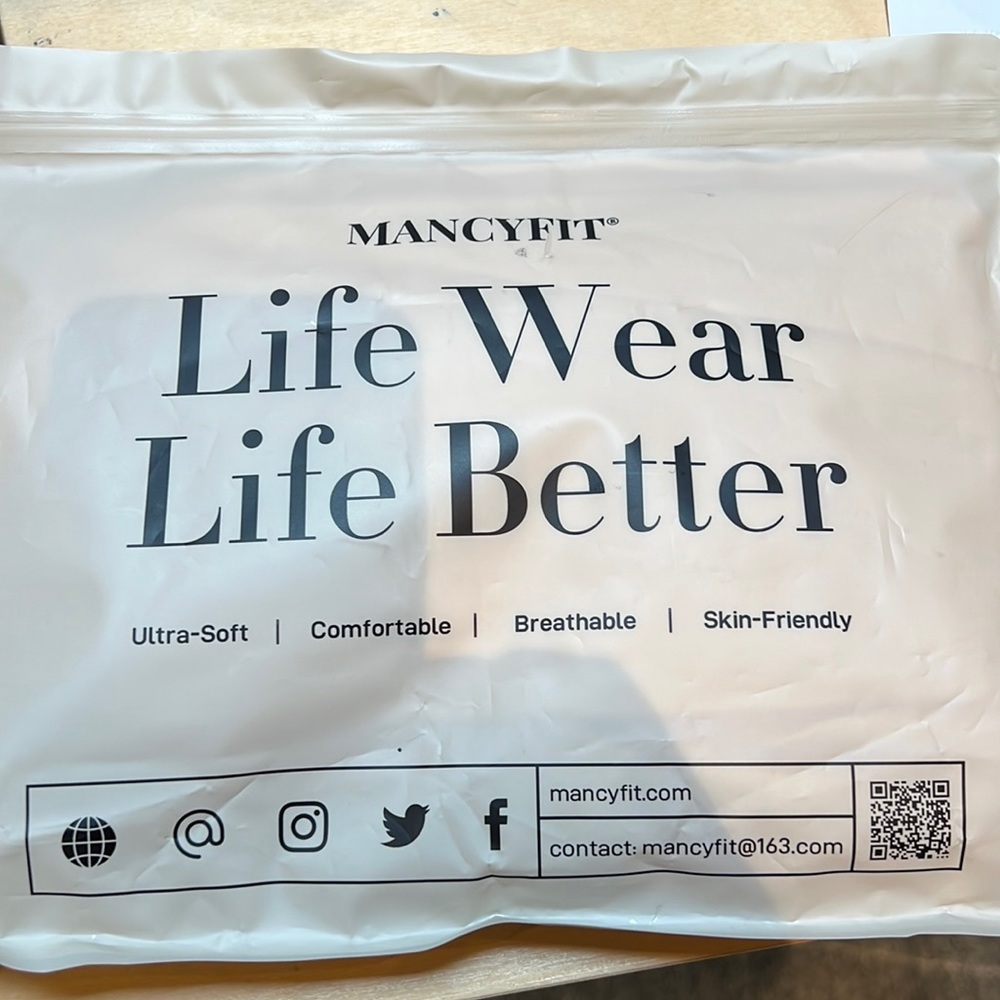 MANCYFIT®
Life Wear
Life Better
Ultra-Soft | Comfortable | Breathable | Skin-Friendly
mancyfit.com
contact: mancyfit@163.com